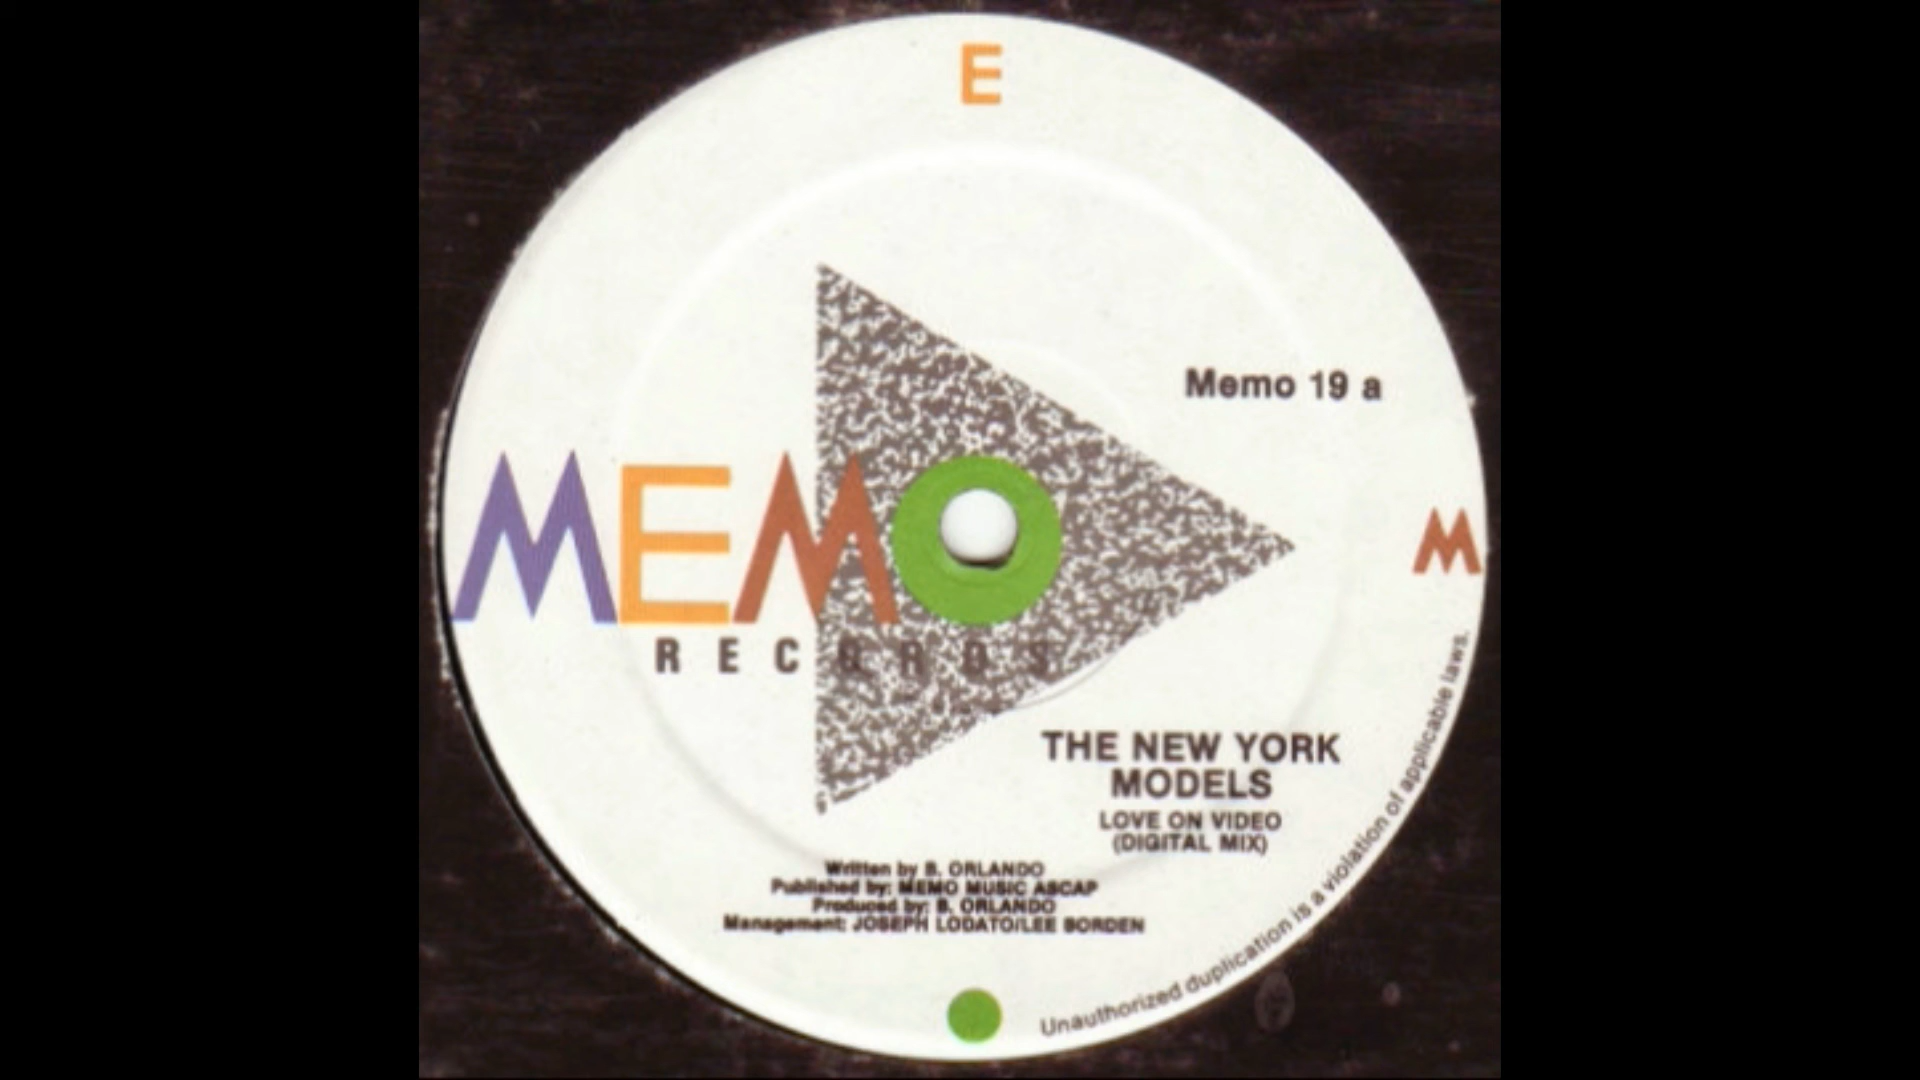 E
Memo 19 a
MEMO
M
RECORDS
THE NEW YORK
MODELS
LOVE ON VIDEO
(DIGITAL MIX)
Written by B. ORLANDO
Published by: MEMO MUSIC ASCAP
Produced by: B. ORLANDO
Management: JOSEPH LODATO/LEE BORDEN
Unauthorized duplication is a violation of applicable laws.